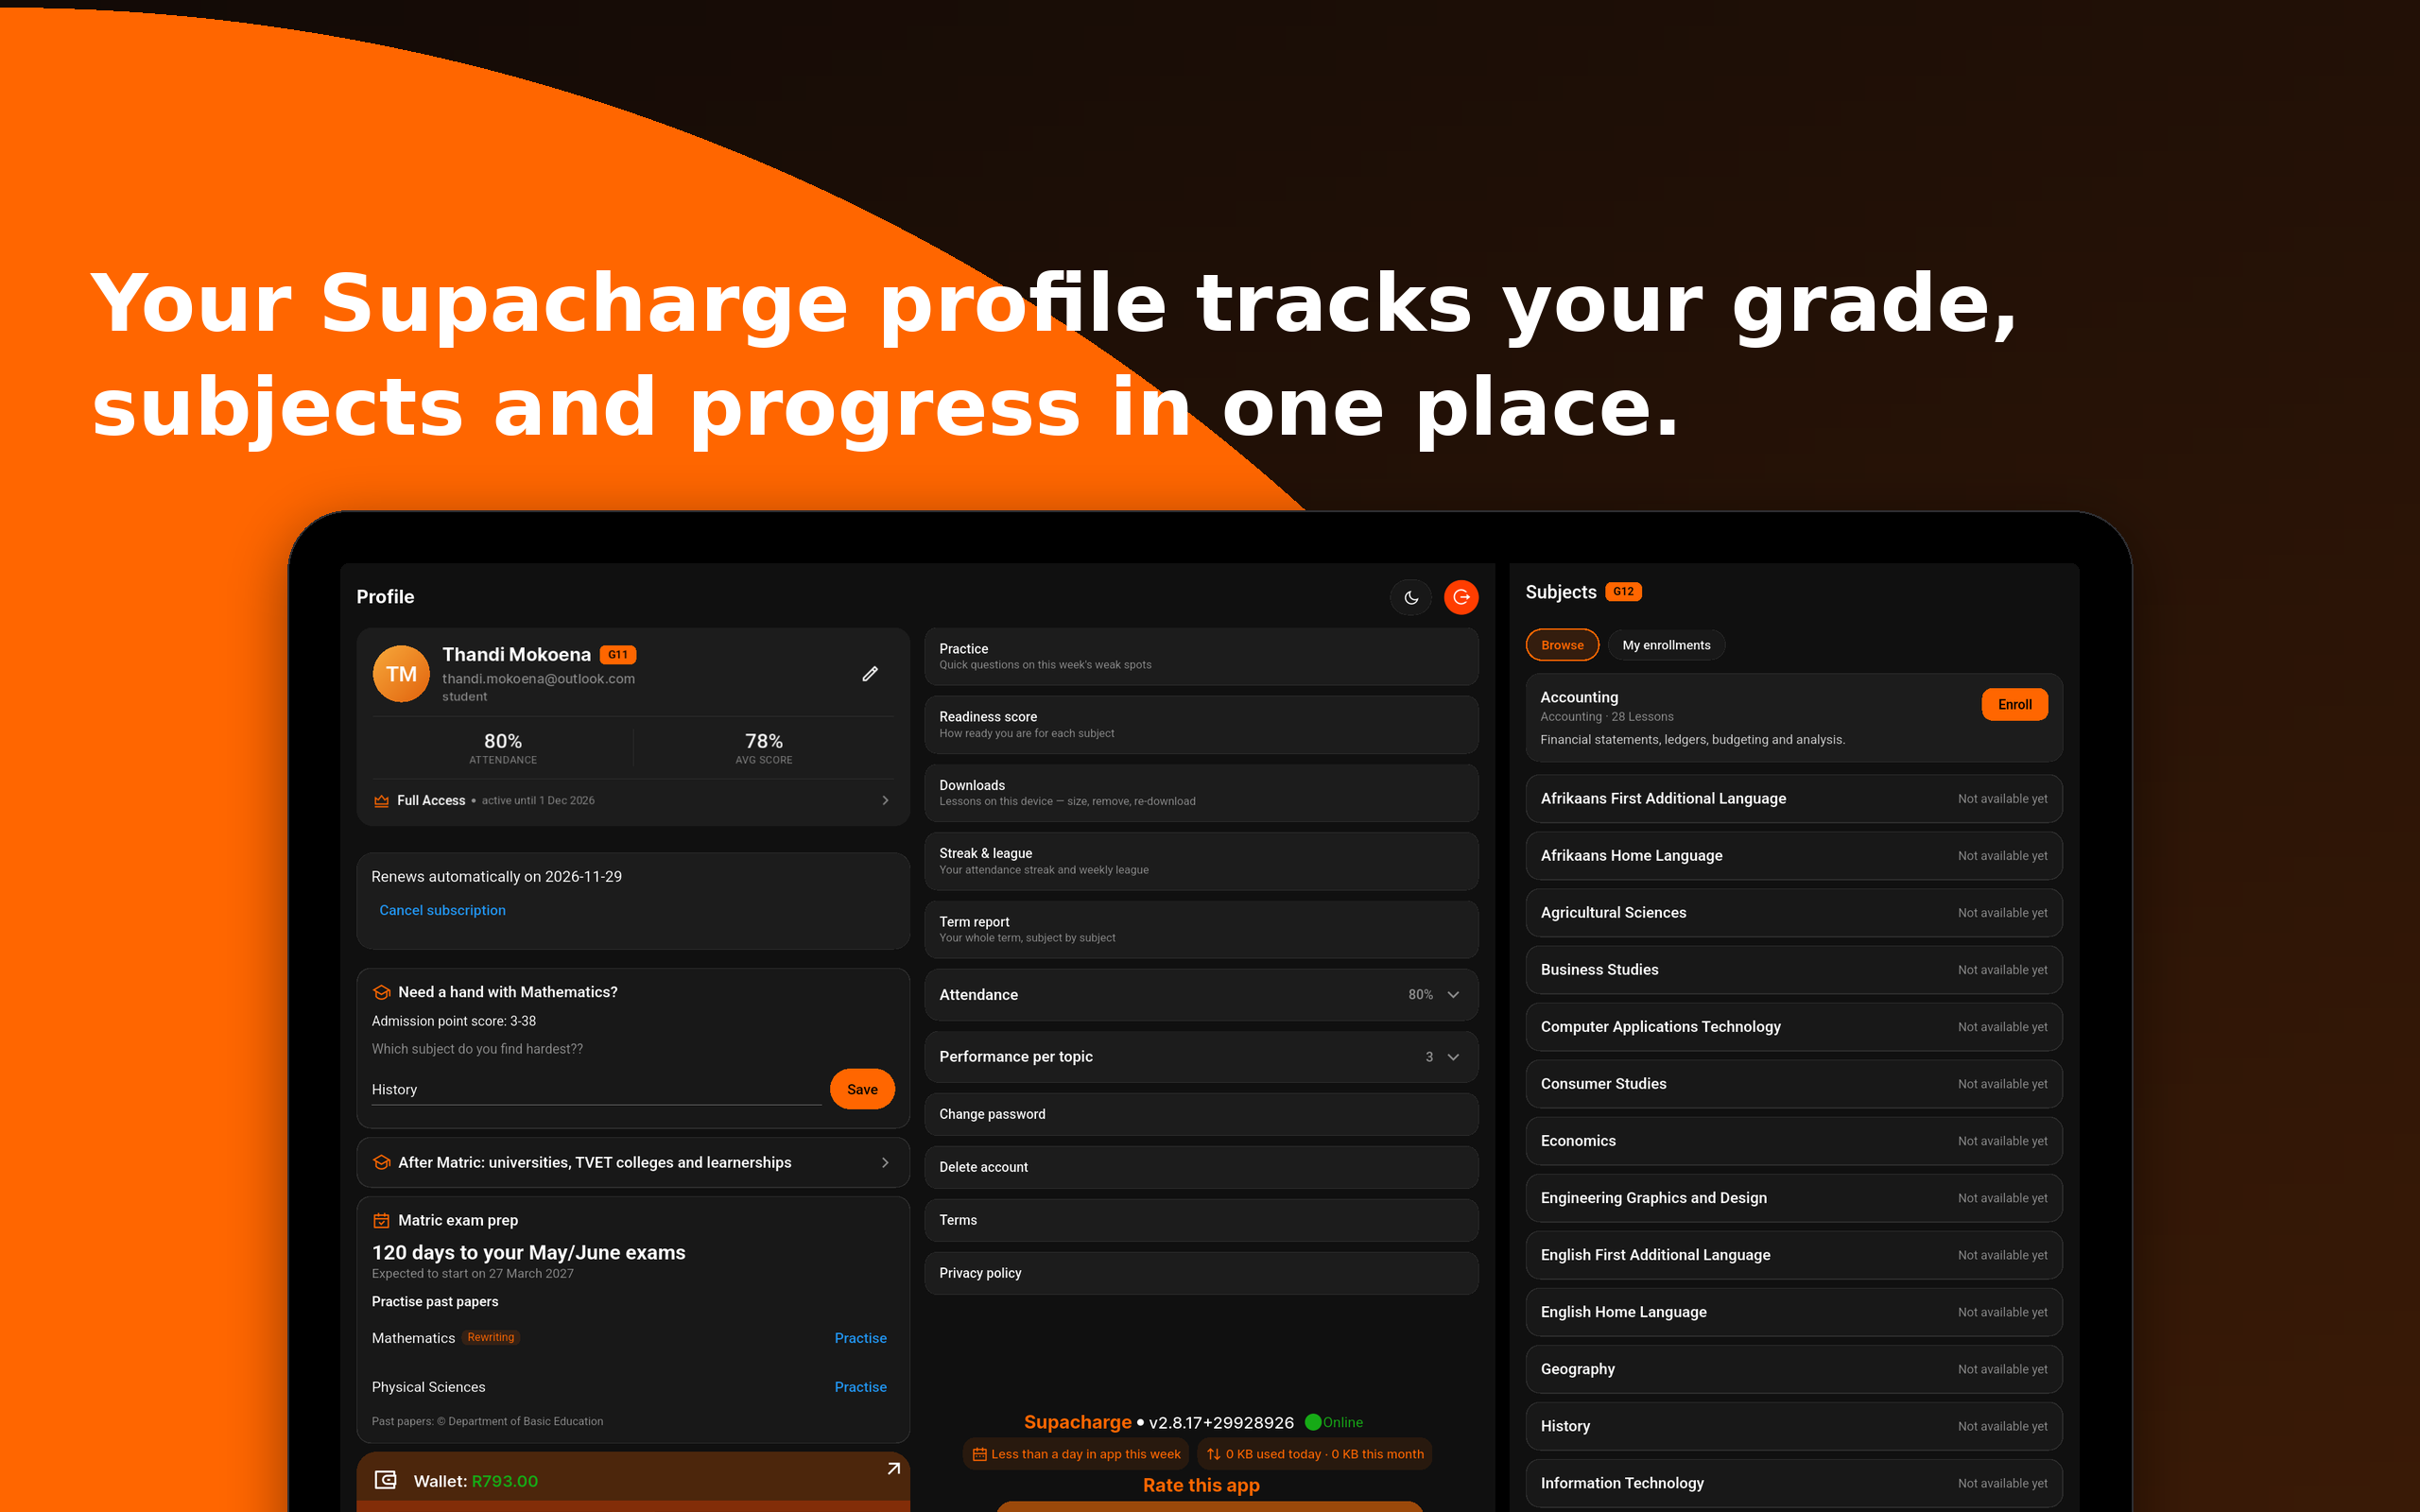 Your Supacharge profile tracks your grade,
subjects and progress in one place.
Profile
TM
Thandi Mokoena G11
thandi.mokoena@outlook.com
student
80%
ATTENDANCE
78%
AVG SCORE
Full Access • active until 1 Dec 2026
Renews automatically on 2026-11-29
Cancel subscription
Need a hand with Mathematics?
Admission point score: 3-38
Which subject do you find hardest??
History
Save
After Matric: universities, TVET colleges and learnerships
Matric exam prep
120 days to your May/June exams
Expected to start on 27 March 2027
Practise past papers
Mathematics Rewriting Practise
Physical Sciences Practise
Past papers: © Department of Basic Education
Wallet: R793.00
Practice
Quick questions on this week's weak spots
Readiness score
How ready you are for each subject
Downloads
Lessons on this device — size, remove, re-download
Streak & league
Your attendance streak and weekly league
Term report
Your whole term, subject by subject
Attendance 80%
Performance per topic 3
Change password
Delete account
Terms
Privacy policy
Supacharge • v2.8.17+29928926 Online
Less than a day in app this week
0 KB used today · 0 KB this month
Rate this app
Subjects G12
Browse
My enrollments
Accounting
Accounting · 28 Lessons
Financial statements, ledgers, budgeting and analysis.
Enroll
Afrikaans First Additional Language Not available yet
Afrikaans Home Language Not available yet
Agricultural Sciences Not available yet
Business Studies Not available yet
Computer Applications Technology Not available yet
Consumer Studies Not available yet
Economics Not available yet
Engineering Graphics and Design Not available yet
English First Additional Language Not available yet
English Home Language Not available yet
Geography Not available yet
History Not available yet
Information Technology Not available yet